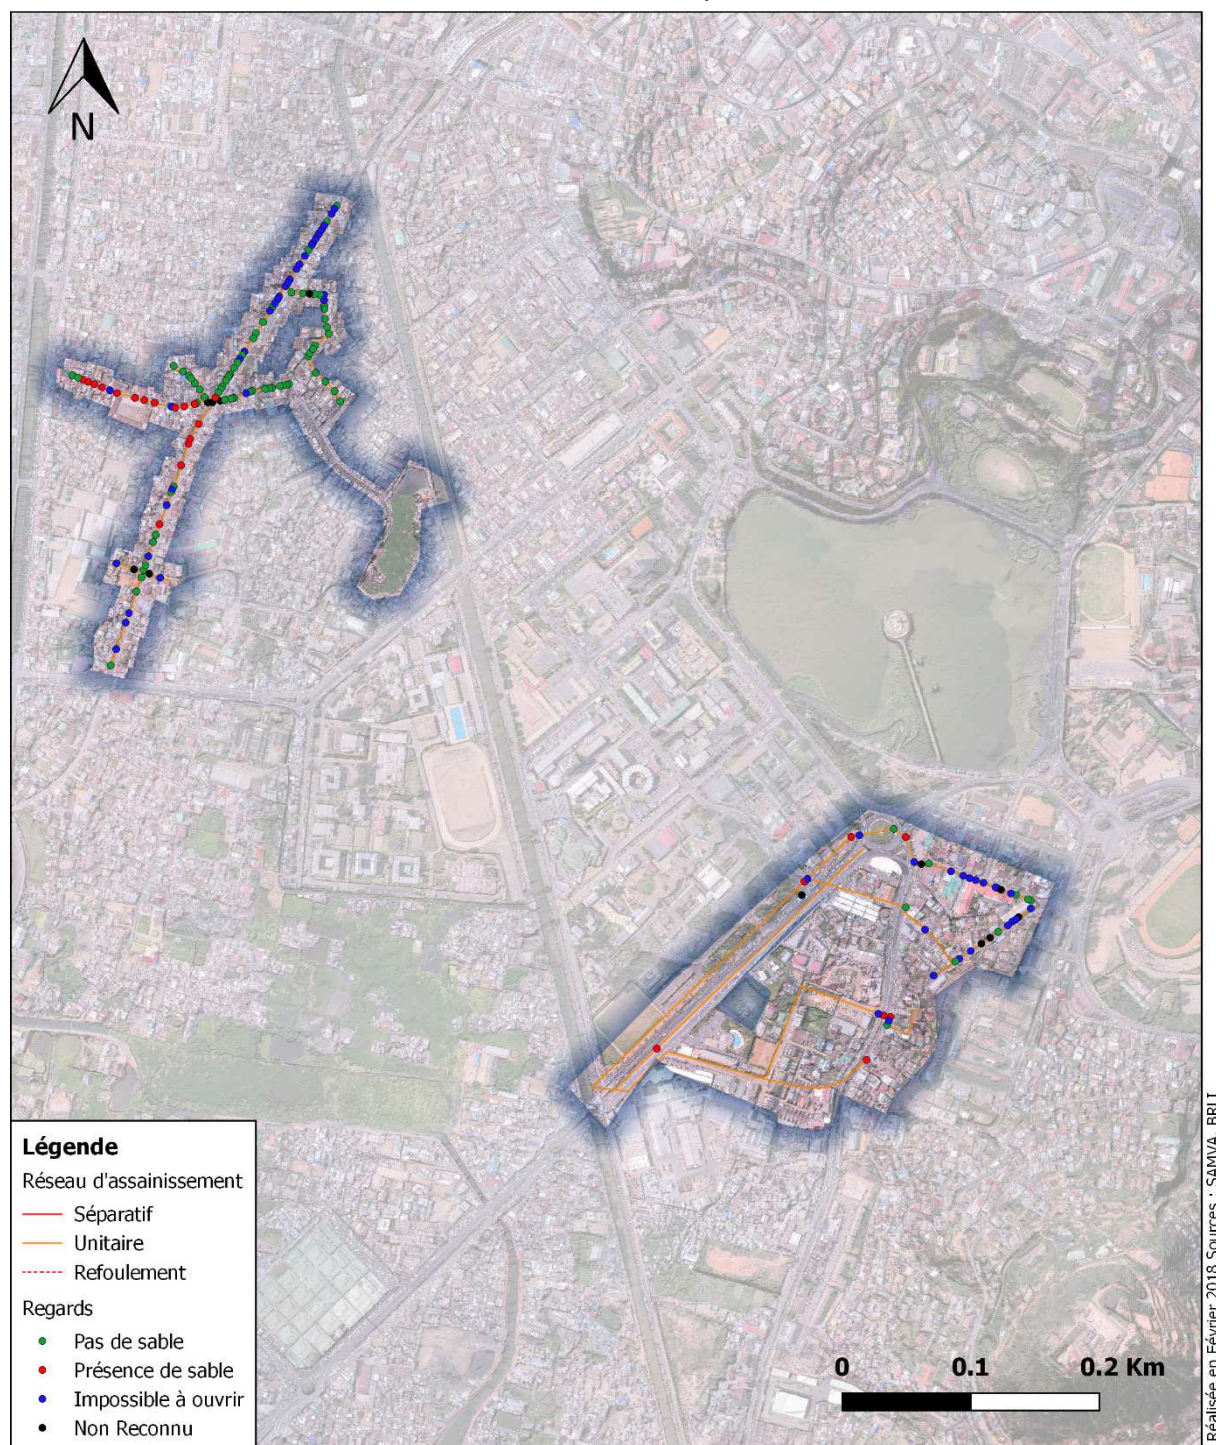 N
Légende
Réseau d'assainissement
Séparatif
Unitaire
Refoulement
Regards
Pas de sable
Présence de sable
Impossible à ouvrir
Non Reconnu
0 0.1 0.2 Km
Réalisée en Février 2018 Sources : SAMVA, BRLI